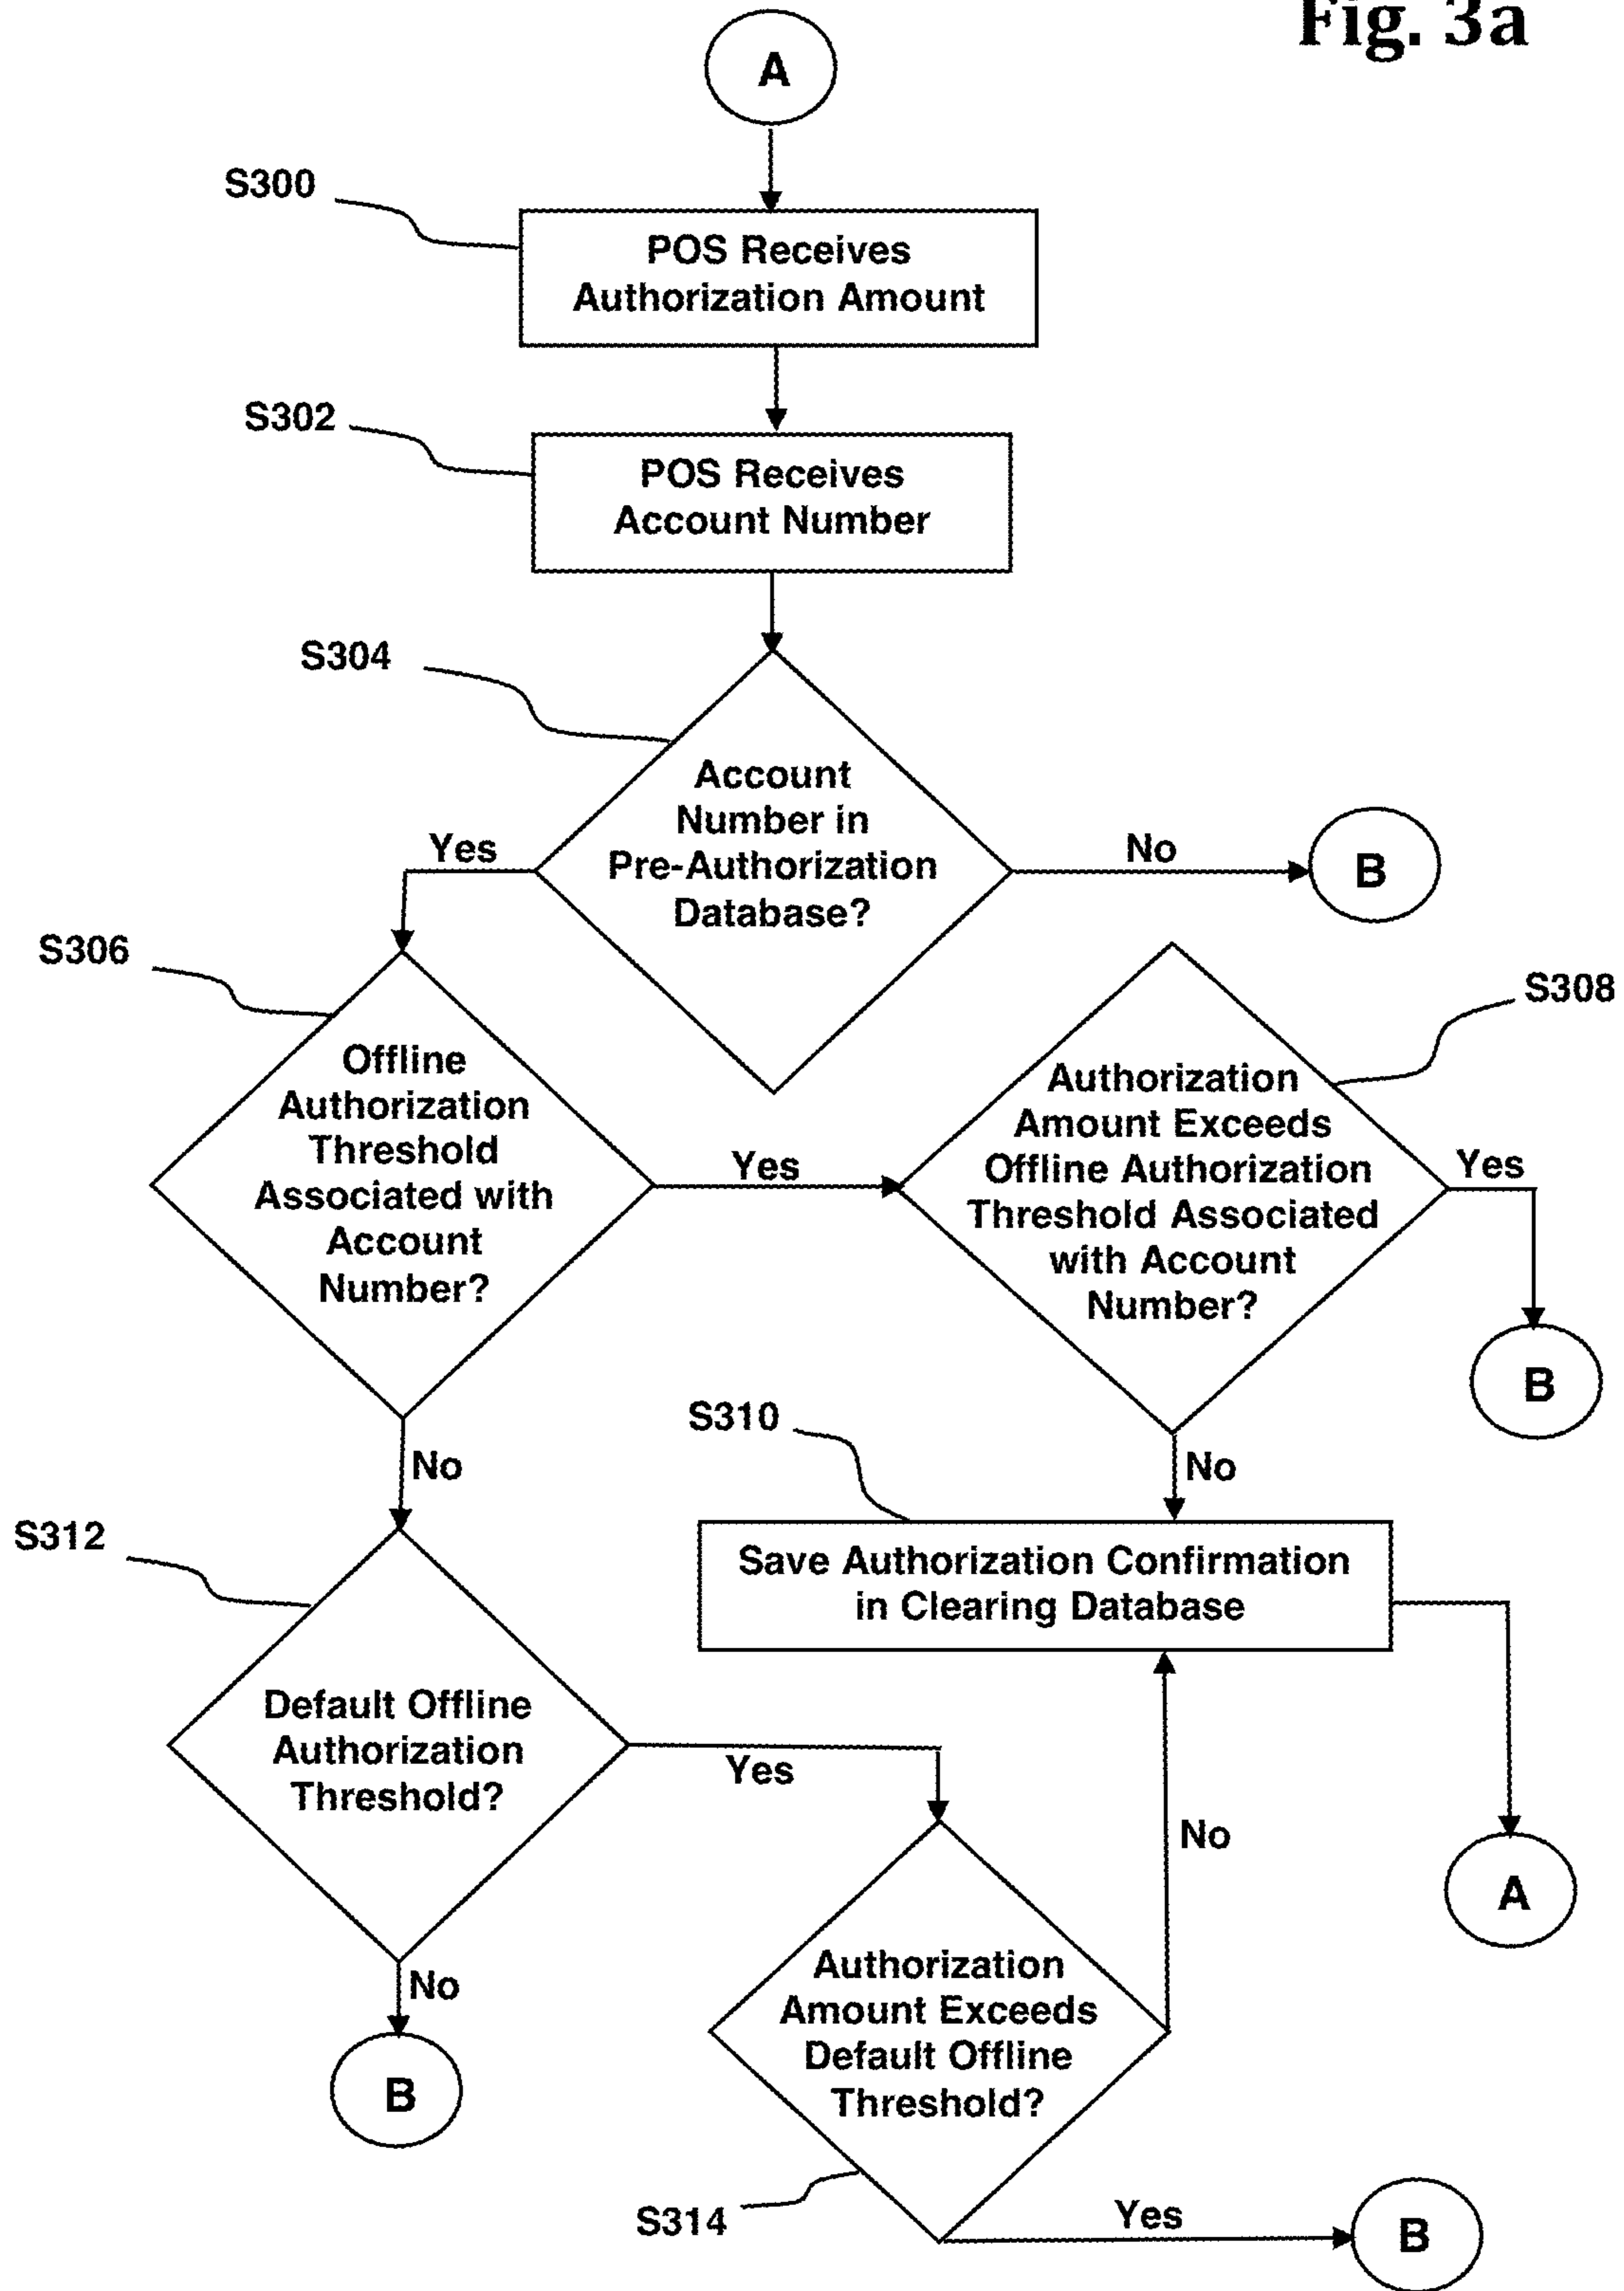 Fig. 3a
A
S300
POS Receives
Authorization Amount
S302
POS Receives
Account Number
S304
Account
Number in
Pre-Authorization
Database?
Yes
No
B
S306
Offline
Authorization
Threshold
Associated with
Account
Number?
Yes
S308
Authorization
Amount Exceeds
Offline Authorization
Threshold Associated
with Account
Number?
Yes
B
No
No
S310
Save Authorization Confirmation
in Clearing Database
A
S312
Default Offline
Authorization
Threshold?
Yes
No
B
No
Authorization
Amount Exceeds
Default Offline
Threshold?
S314
Yes
B